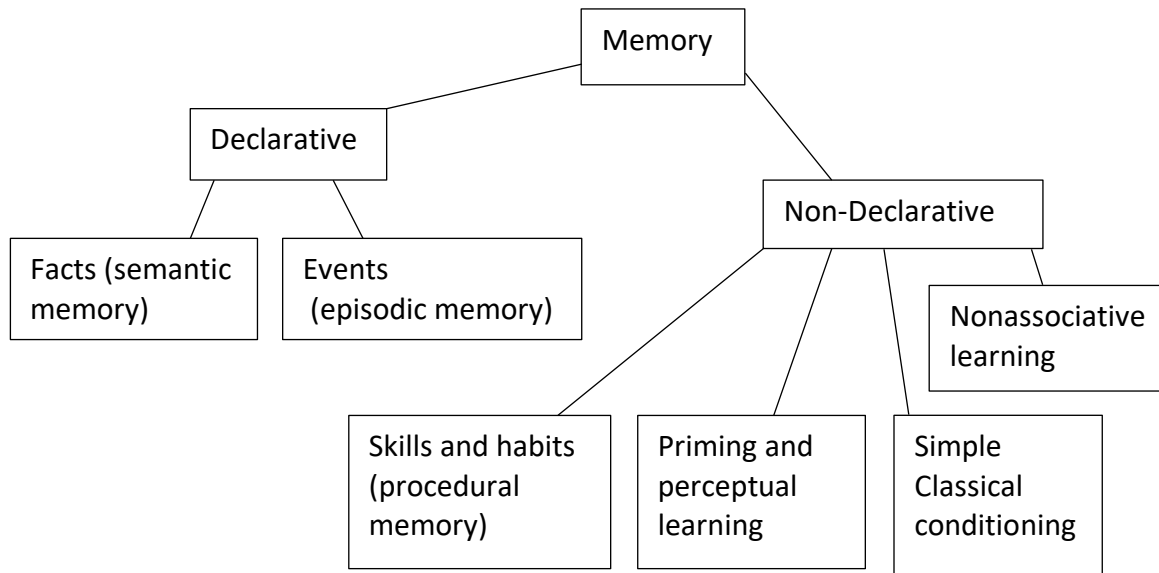 Memory
Declarative
Non-Declarative
Facts (semantic
memory)
Events
(episodic memory)
Nonassociative
learning
Skills and habits
(procedural
memory)
Priming and
perceptual
learning
Simple
Classical
conditioning